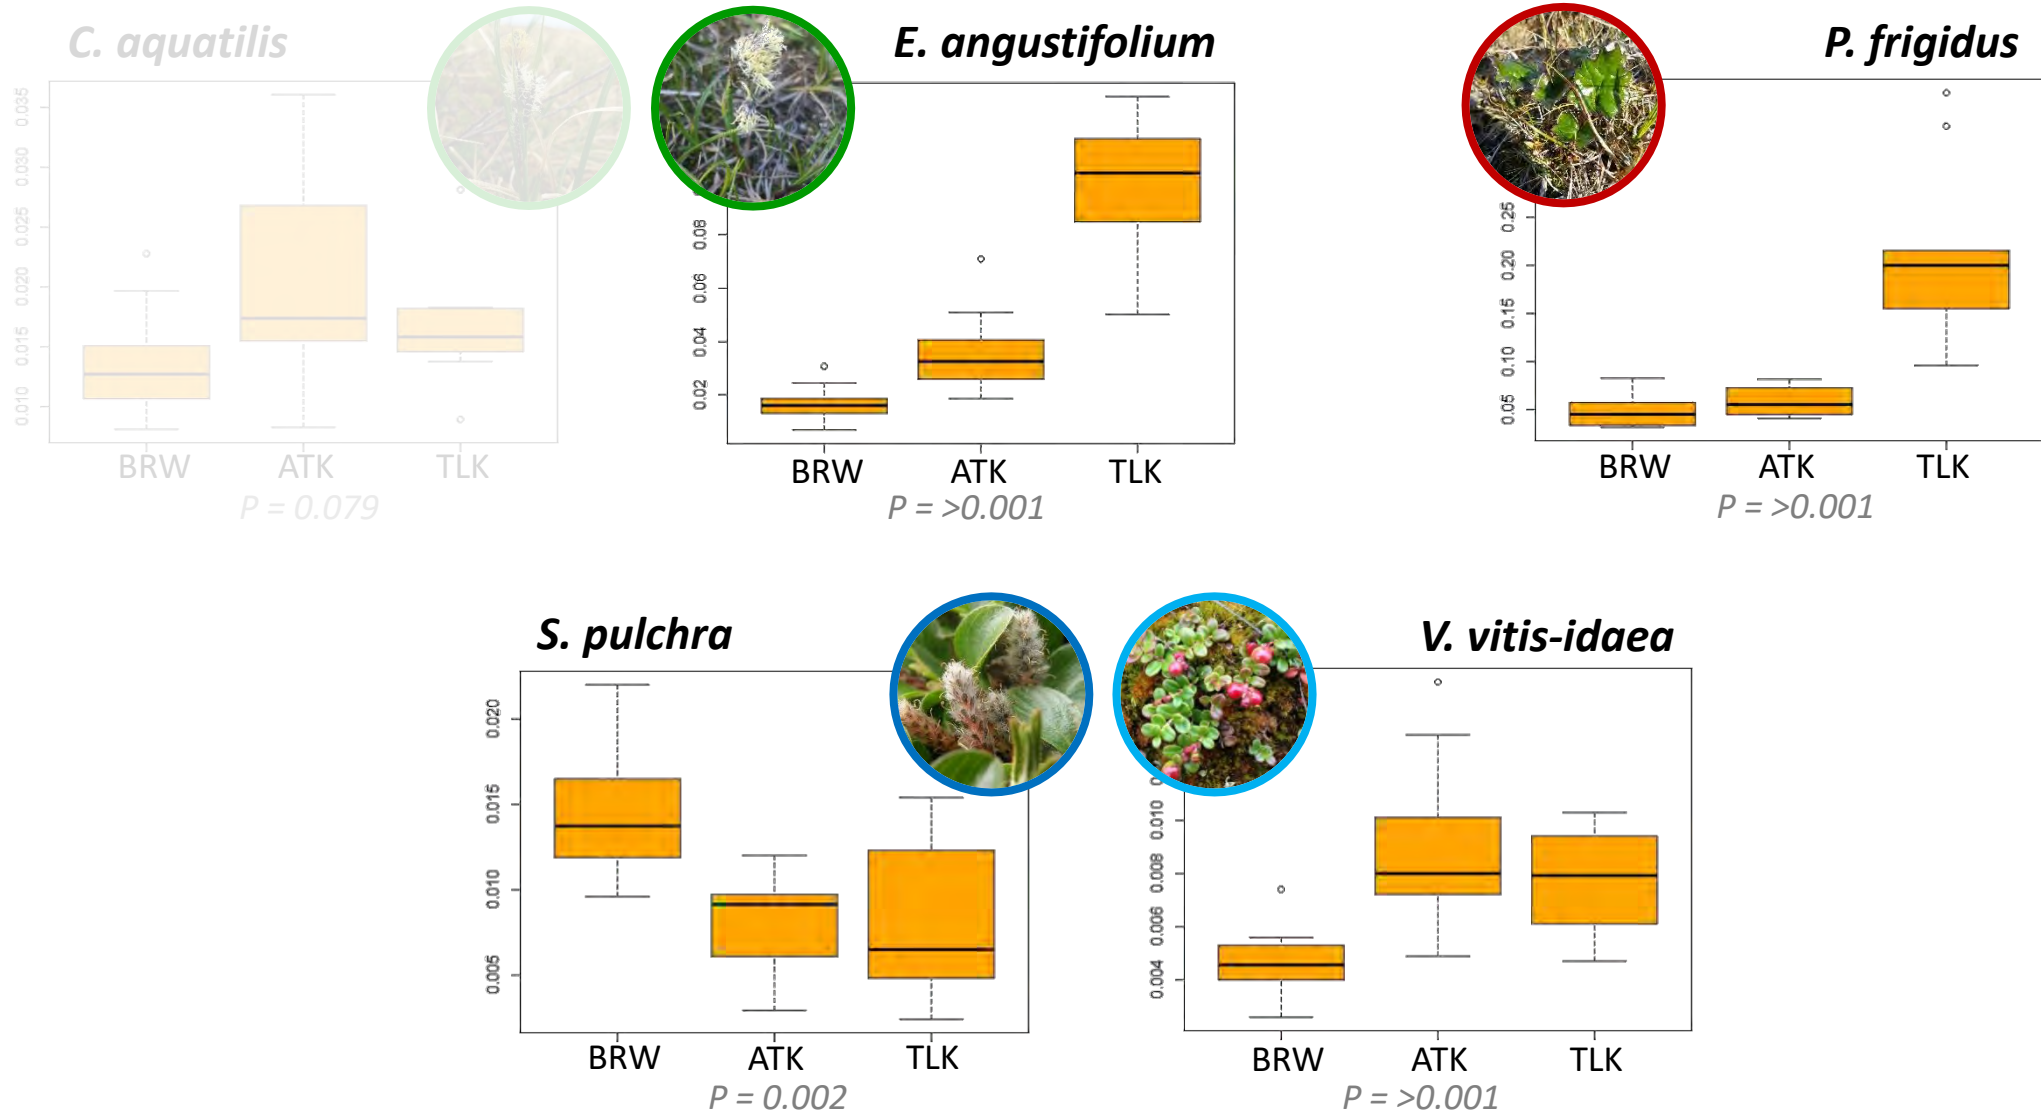 C. aquatilis
0.035
0.030
0.025
0.020
0.015
0.010
BRW ATK TLK
P = 0.079
E. angustifolium
0.08
0.06
0.04
0.02
BRW ATK TLK
P = >0.001
P. frigidus
0.25
0.20
0.15
0.10
0.05
BRW ATK TLK
P = >0.001
S. pulchra
0.020
0.015
0.010
0.005
BRW ATK TLK
P = 0.002
V. vitis-idaea
0.010
0.008
0.006
0.004
BRW ATK TLK
P = >0.001